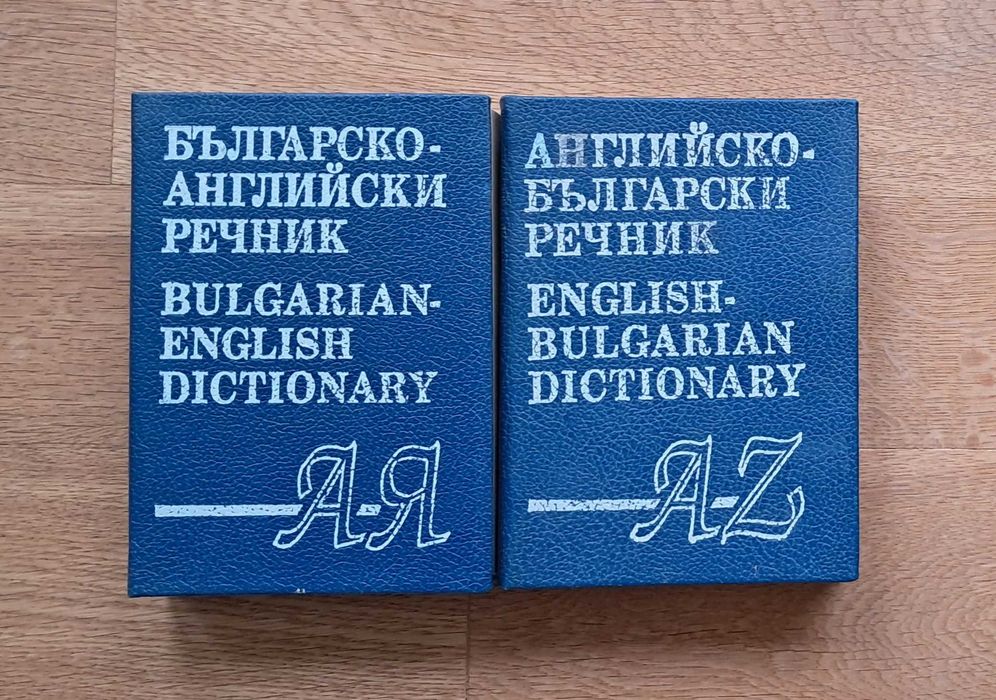 БЪЛГАРСКО-
АНГЛИЙСКИ
РЕЧНИК
BULGARIAN-
ENGLISH
DICTIONARY
А-Я
АНГЛИЙСКО-
БЪЛГАРСКИ
РЕЧНИК
ENGLISH-
BULGARIAN
DICTIONARY
A-Z